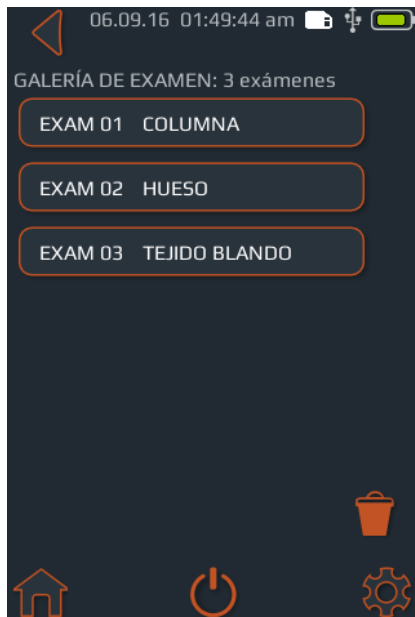 06.09.16 01:49:44 am
GALERÍA DE EXAMEN: 3 exámenes
EXAM 01 COLUMNA
EXAM 02 HUESO
EXAM 03 TEJIDO BLANDO